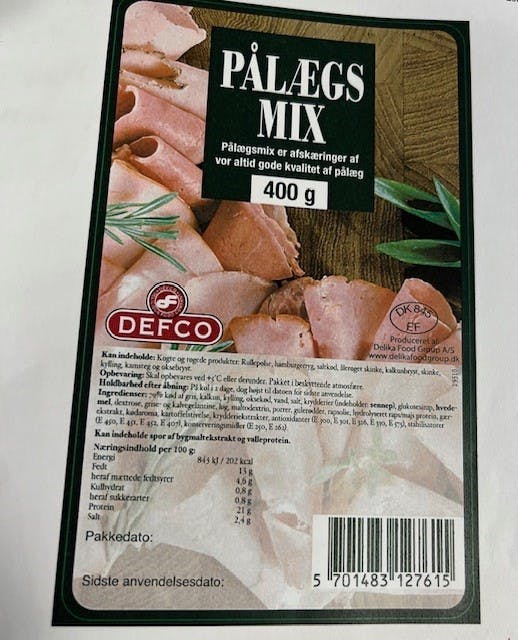 PÅLÆGS
MIX
Pålægsmix er afskæringer af
vor altid gode kvalitet af pålæg
400 g
DEFCO
DK 845
EF
Produceret af
Delika Food Group A/S
www.delikafoodgroup.dk
Kan indeholde: Kogte og røgede produkter: Rullepølse, hamburgerryg, saltkød, lerøget skinke, kalkunbryst, skinke,
kylling, kamsteg og oksebryst.
Opbevaring: Skal opbevares ved +5°C eller derunder. Pakket i beskyttende atmosfære.
Holdbarhed efter åbning: På køl i 2 dage, dog højst til datoen for sidste anvendelse.
Ingredienser: 79% kød af gris, kalkun, kylling, oksekød, vand, salt, krydderier (indeholder: sennep), glukosesirup, hvede-
mel, dextrose, grise- og kalvegelatine, løg, maltodextrin, porrer, gulerødder, rapsolie, hydrolyseret raps/majs protein, gær-
ekstrakt, kødaroma, kartoffelstivelse, krydderiekstrakter, antioxidanter (E 300, E 301, E 326, E 330, E 575), stabilisatorer
(E 450, E 451, E 452, E 407), konserveringsmidler (E 250, E 262).
Kan indeholde spor af bygmaltekstrakt og valleprotein.
Næringsindhold per 100 g:
Energi 843 kJ / 202 kcal
Fedt 13 g
heraf mættede fedtsyrer 4,6 g
Kulhydrat 0,8 g
heraf sukkerarter 0,8 g
Protein 21 g
Salt 2,4 g
Pakkedato:
Sidste anvendelsesdato:
5 701483 127615